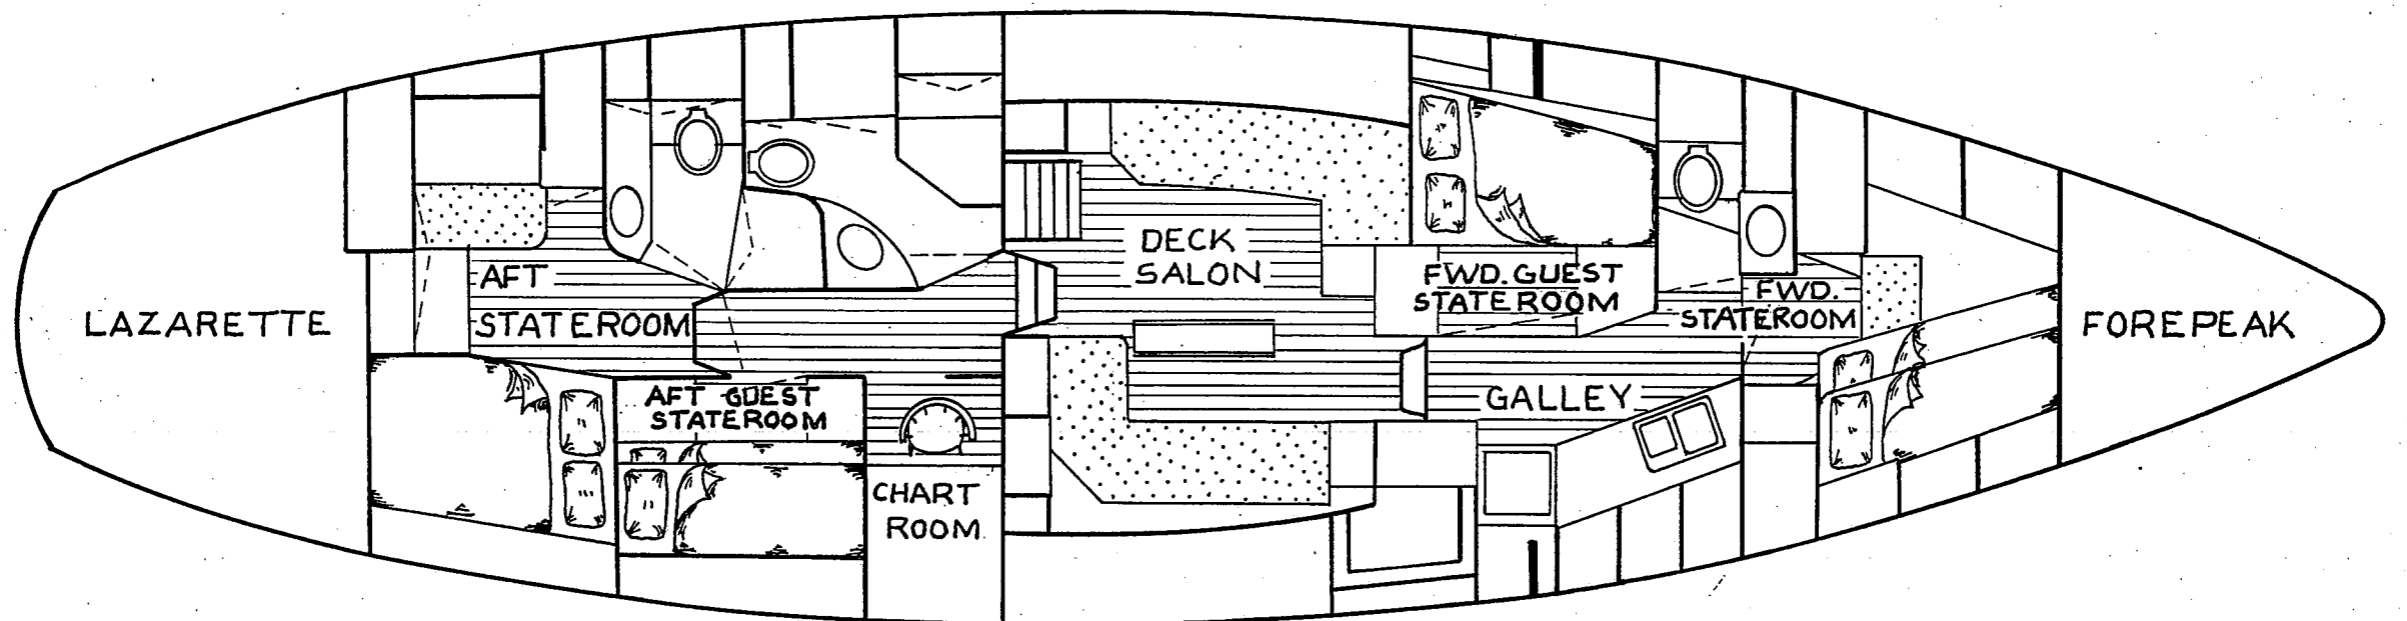 LAZARETTE
AFT
STATEROOM
AFT GUEST
STATEROOM
CHART
ROOM
DECK
SALON
FWD. GUEST
STATEROOM
GALLEY
FWD.
STATEROOM
FOREPEAK